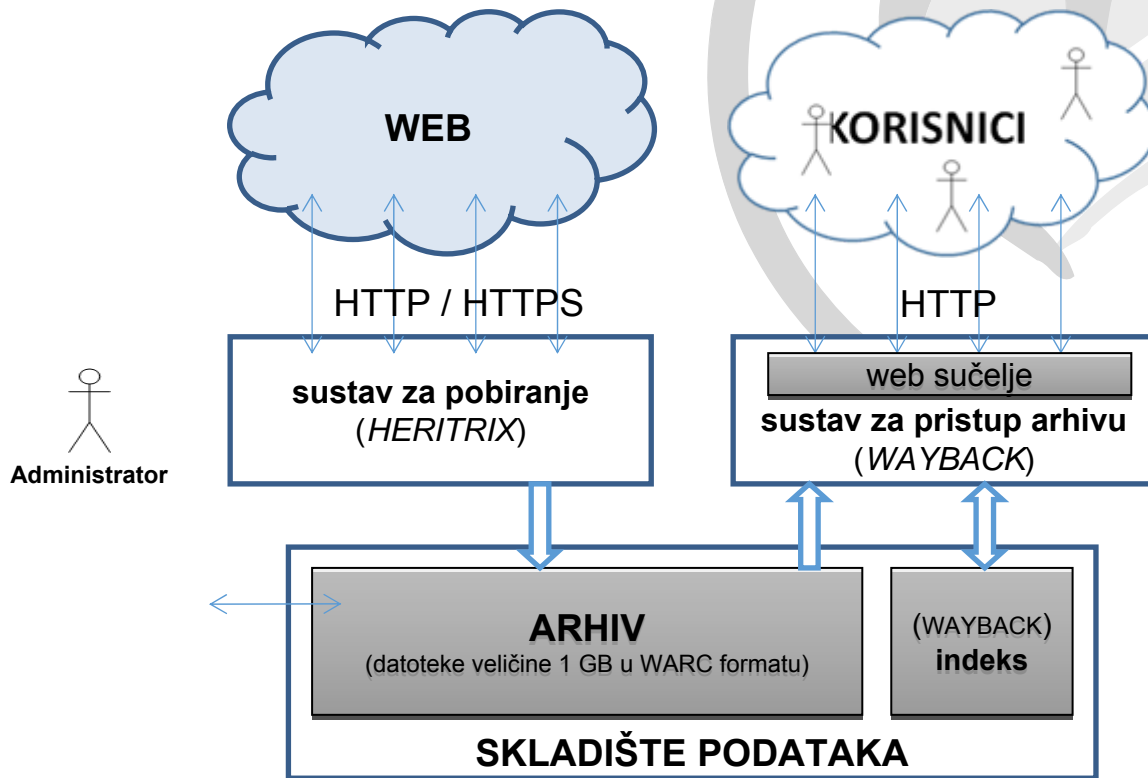 WEB
KORISNICI
HTTP / HTTPS
HTTP
sustav za pobiranje
(HERITRIX)
web sučelje
sustav za pristup arhivu
(WAYBACK)
Administrator
ARHIV
(datoteke veličine 1 GB u WARC formatu)
(WAYBACK)
indeks
SKLADIŠTE PODATAKA